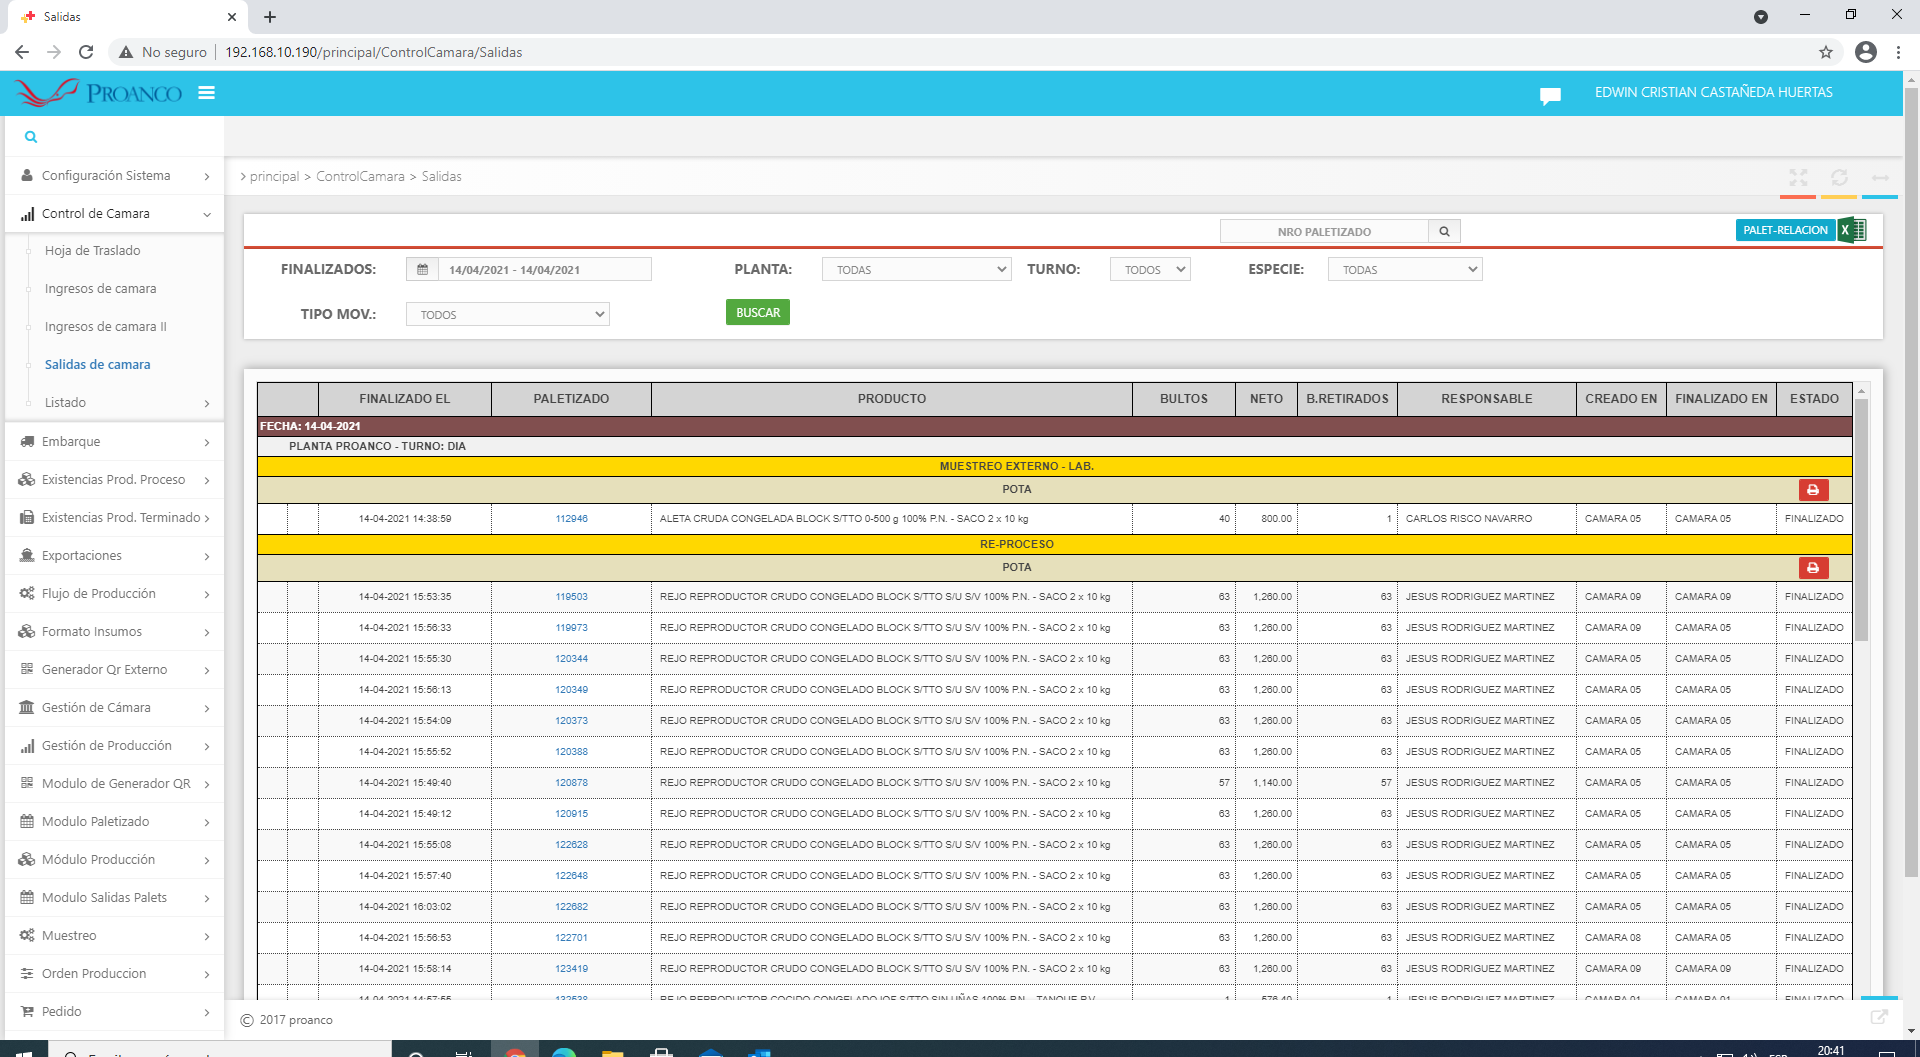 Salidas
No seguro
192.168.10.190/principal/ControlCamara/Salidas
PROANCO
EDWIN CRISTIAN CASTAÑEDA HUERTAS
Configuración Sistema
Control de Camara
Hoja de Traslado
Ingresos de camara
Ingresos de camara II
Salidas de camara
Listado
Embarque
Existencias Prod. Proceso
Existencias Prod. Terminado
Exportaciones
Flujo de Producción
Formato Insumos
Generador Qr Externo
Gestión de Cámara
Gestión de Producción
Modulo de Generador QR
Modulo Paletizado
Módulo Producción
Modulo Salidas Palets
Muestreo
Orden Produccion
Pedido
> principal > ControlCamara > Salidas
NRO PALETIZADO
PALET-RELACION
FINALIZADOS: 14/04/2021 - 14/04/2021 PLANTA: TODAS TURNO: TODOS ESPECIE: TODAS
TIPO MOV.: TODOS BUSCAR
FINALIZADO EL PALETIZADO PRODUCTO BULTOS NETO B.RETIRADOS RESPONSABLE CREADO EN FINALIZADO EN ESTADO
FECHA: 14-04-2021
PLANTA PROANCO - TURNO: DIA
MUESTREO EXTERNO - LAB.
POTA
14-04-2021 14:38:59 112946 ALETA CRUDA CONGELADA BLOCK S/TTO 0-500 g 100% P.N. - SACO 2 x 10 kg 40 800.00 1 CARLOS RISCO NAVARRO CAMARA 05 CAMARA 05 FINALIZADO
RE-PROCESO
POTA
14-04-2021 15:53:35 119503 REJO REPRODUCTOR CRUDO CONGELADO BLOCK S/TTO S/U S/V 100% P.N. - SACO 2 x 10 kg 63 1,260.00 63 JESUS RODRIGUEZ MARTINEZ CAMARA 09 CAMARA 09 FINALIZADO
14-04-2021 15:56:33 119973 REJO REPRODUCTOR CRUDO CONGELADO BLOCK S/TTO S/U S/V 100% P.N. - SACO 2 x 10 kg 63 1,260.00 63 JESUS RODRIGUEZ MARTINEZ CAMARA 09 CAMARA 05 FINALIZADO
14-04-2021 15:55:30 120344 REJO REPRODUCTOR CRUDO CONGELADO BLOCK S/TTO S/U S/V 100% P.N. - SACO 2 x 10 kg 63 1,260.00 63 JESUS RODRIGUEZ MARTINEZ CAMARA 05 CAMARA 05 FINALIZADO
14-04-2021 15:56:13 120349 REJO REPRODUCTOR CRUDO CONGELADO BLOCK S/TTO S/U S/V 100% P.N. - SACO 2 x 10 kg 63 1,260.00 63 JESUS RODRIGUEZ MARTINEZ CAMARA 05 CAMARA 05 FINALIZADO
14-04-2021 15:54:09 120373 REJO REPRODUCTOR CRUDO CONGELADO BLOCK S/TTO S/U S/V 100% P.N. - SACO 2 x 10 kg 63 1,260.00 63 JESUS RODRIGUEZ MARTINEZ CAMARA 05 CAMARA 05 FINALIZADO
14-04-2021 15:55:52 120388 REJO REPRODUCTOR CRUDO CONGELADO BLOCK S/TTO S/U S/V 100% P.N. - SACO 2 x 10 kg 63 1,260.00 63 JESUS RODRIGUEZ MARTINEZ CAMARA 05 CAMARA 05 FINALIZADO
14-04-2021 15:49:40 120878 REJO REPRODUCTOR CRUDO CONGELADO BLOCK S/TTO S/U S/V 100% P.N. - SACO 2 x 10 kg 57 1,140.00 57 JESUS RODRIGUEZ MARTINEZ CAMARA 05 CAMARA 05 FINALIZADO
14-04-2021 15:49:12 120915 REJO REPRODUCTOR CRUDO CONGELADO BLOCK S/TTO S/U S/V 100% P.N. - SACO 2 x 10 kg 63 1,260.00 63 JESUS RODRIGUEZ MARTINEZ CAMARA 05 CAMARA 05 FINALIZADO
14-04-2021 15:55:08 122628 REJO REPRODUCTOR CRUDO CONGELADO BLOCK S/TTO S/U S/V 100% P.N. - SACO 2 x 10 kg 63 1,260.00 63 JESUS RODRIGUEZ MARTINEZ CAMARA 05 CAMARA 05 FINALIZADO
14-04-2021 15:57:40 122648 REJO REPRODUCTOR CRUDO CONGELADO BLOCK S/TTO S/U S/V 100% P.N. - SACO 2 x 10 kg 63 1,260.00 63 JESUS RODRIGUEZ MARTINEZ CAMARA 05 CAMARA 05 FINALIZADO
14-04-2021 16:03:02 122682 REJO REPRODUCTOR CRUDO CONGELADO BLOCK S/TTO S/U S/V 100% P.N. - SACO 2 x 10 kg 63 1,260.00 63 JESUS RODRIGUEZ MARTINEZ CAMARA 05 CAMARA 05 FINALIZADO
14-04-2021 15:56:53 122701 REJO REPRODUCTOR CRUDO CONGELADO BLOCK S/TTO S/U S/V 100% P.N. - SACO 2 x 10 kg 63 1,260.00 63 JESUS RODRIGUEZ MARTINEZ CAMARA 08 CAMARA 05 FINALIZADO
14-04-2021 15:58:14 123419 REJO REPRODUCTOR CRUDO CONGELADO BLOCK S/TTO S/U S/V 100% P.N. - SACO 2 x 10 kg 63 1,260.00 63 JESUS RODRIGUEZ MARTINEZ CAMARA 09 CAMARA 05 FINALIZADO
© 2017 proanco
20:41